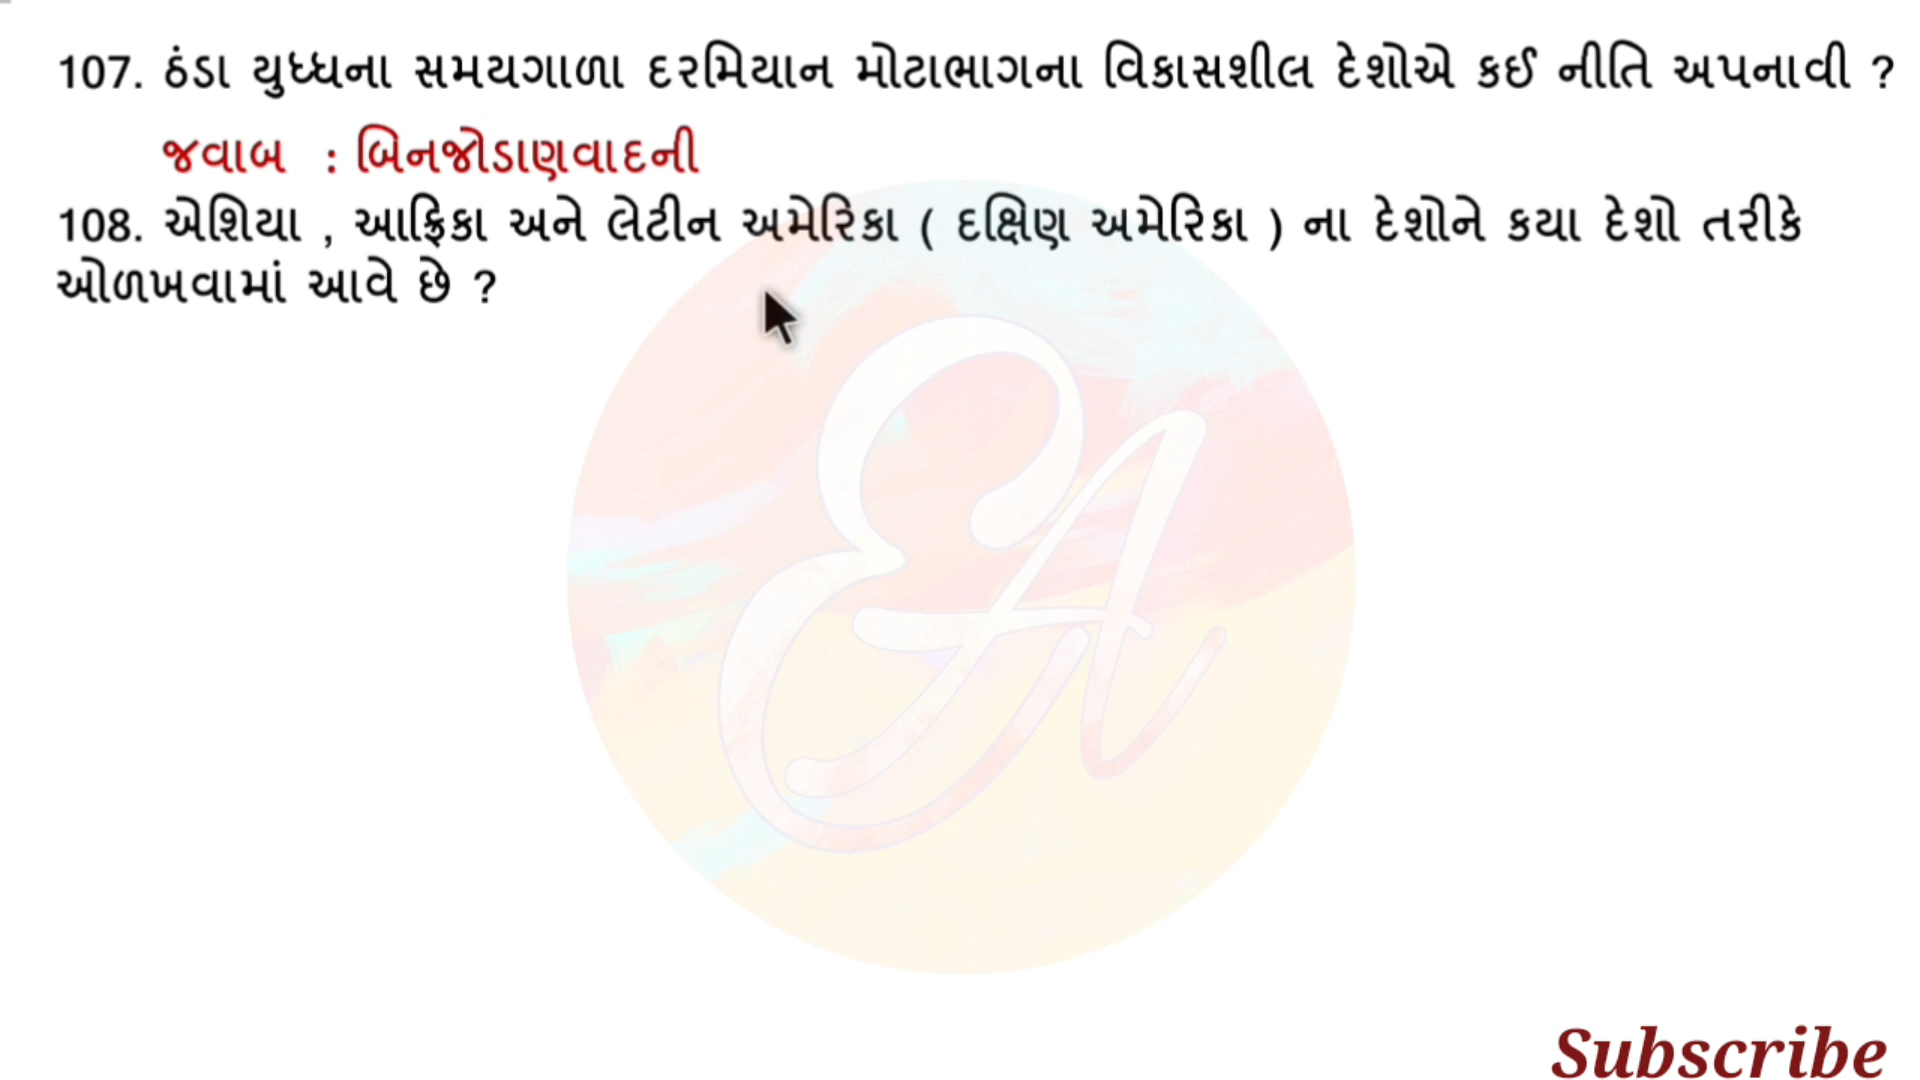 107. ઠંડા યુધ્ધના સમયગાળા દરમિયાન મોટાભાગના વિકાસશીલ દેશોએ કઈ નીતિ અપનાવી ?
જવાબ : બિનજોડાણવાદની
108. એશિયા , આફ્રિકા અને લેટીન અમેરિકા ( દક્ષિણ અમેરિકા ) ના દેશોને કયા દેશો તરીકે
ઓળખવામાં આવે છે ?
EA
Subscribe